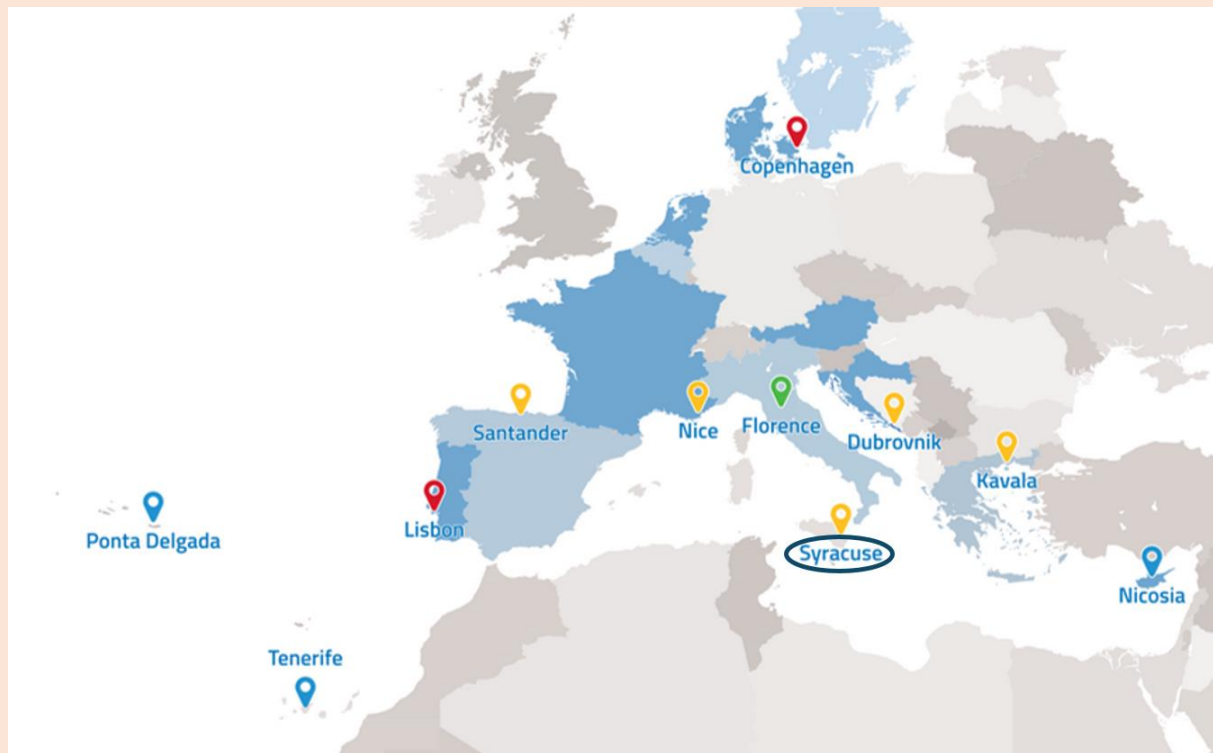 Copenhagen
Santander
Nice
Florence
Dubrovnik
Kavala
Lisbon
Ponta Delgada
Syracuse
Nicosia
Tenerife